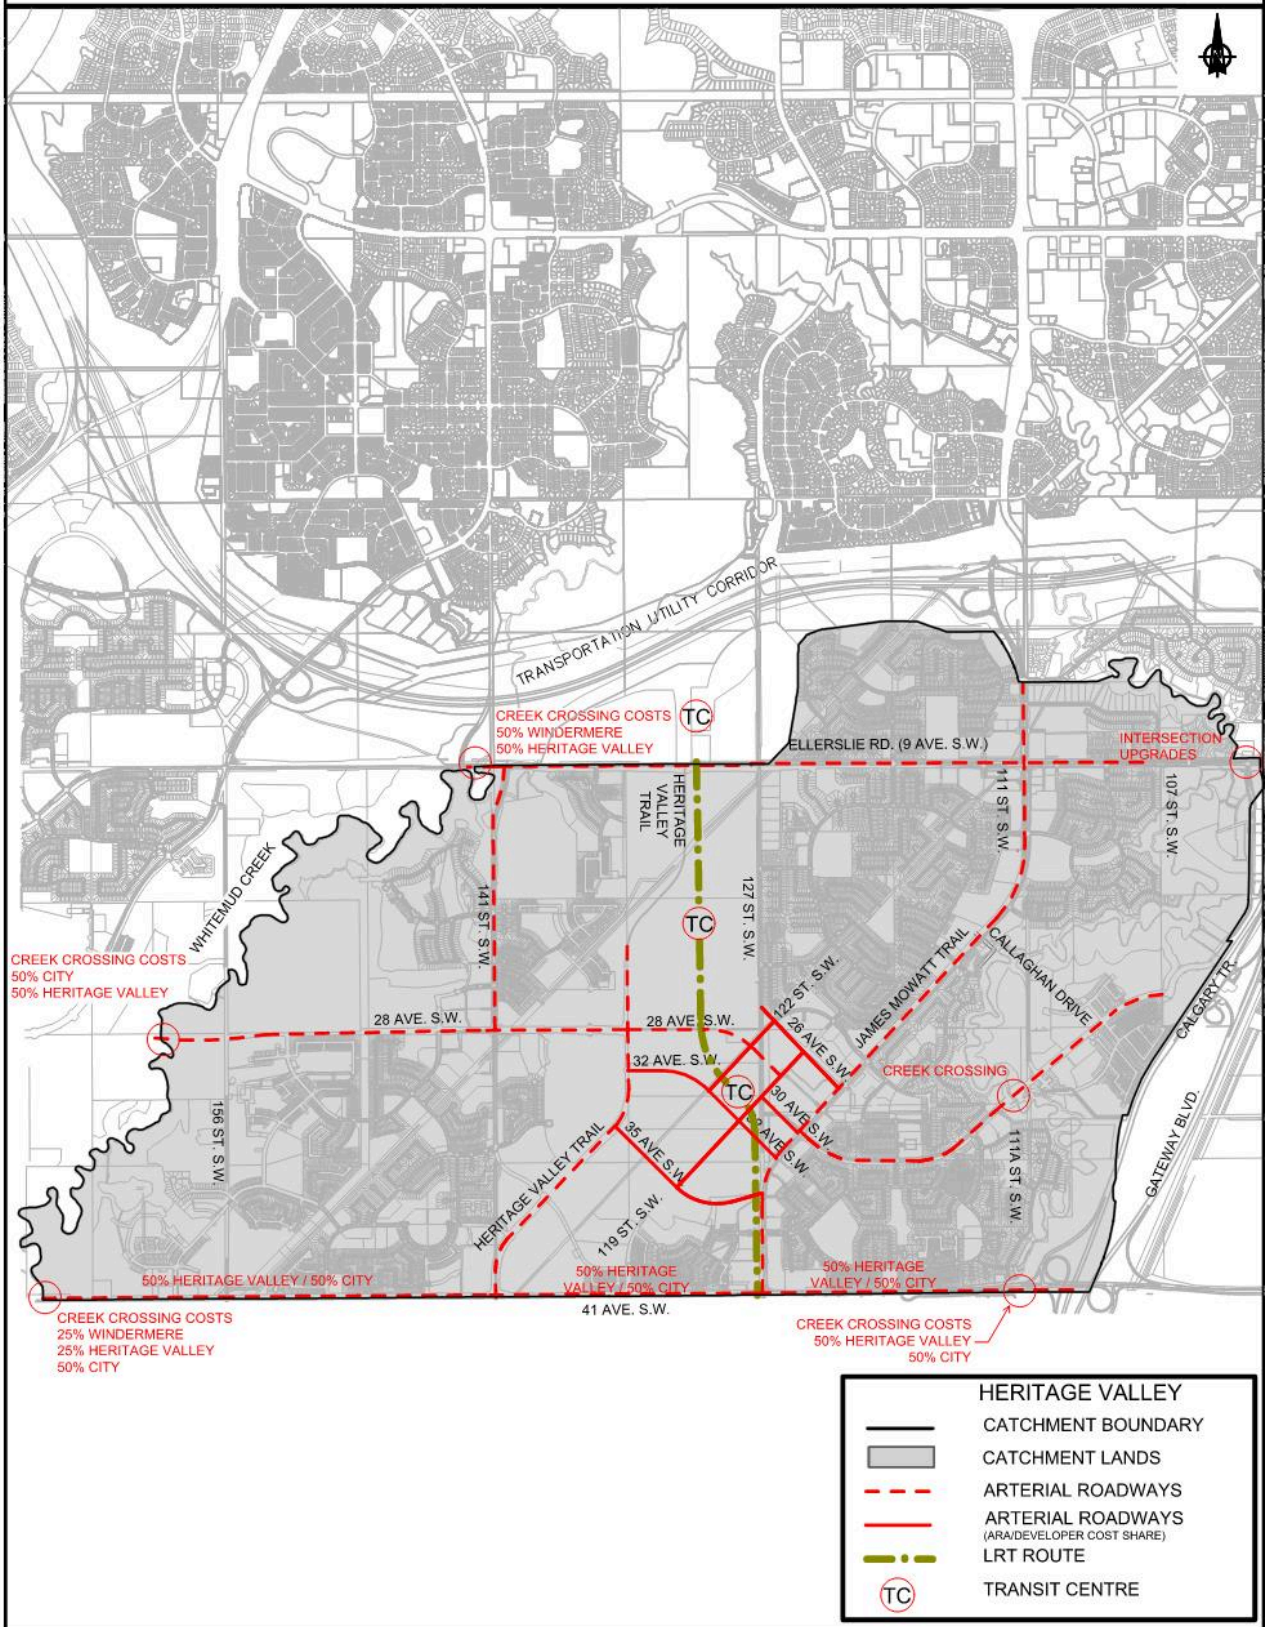 TRANSPORTATION UTILITY CORRIDOR
CREEK CROSSING COSTS
50% WINDERMERE
50% HERITAGE VALLEY
TC
ELLERSLIE RD. (9 AVE. S.W.)
INTERSECTION
UPGRADES
HERITAGE
VALLEY
TRAIL
111 ST. S.W.
107 ST. S.W.
WHITEMUD CREEK
141 ST. S.W.
127 ST. S.W.
TC
CREEK CROSSING COSTS
50% CITY
50% HERITAGE VALLEY
122 ST. S.W.
JAMES MOWATT TRAIL
CALLAGHAN DRIVE
CALGARY TR.
28 AVE. S.W.
28 AVE. S.W.
26 AVE S.W.
32 AVE. S.W.
CREEK CROSSING
TC
30 AVE S.W.
AVE S.W.
156 ST. S.W.
35 AVE S.W.
HERITAGE VALLEY TRAIL
119 ST. S.W.
111A ST. S.W.
GATEWAY BLVD.
50% HERITAGE VALLEY / 50% CITY
50% HERITAGE
VALLEY / 50% CITY
50% HERITAGE
VALLEY / 50% CITY
41 AVE. S.W.
CREEK CROSSING COSTS
25% WINDERMERE
25% HERITAGE VALLEY
50% CITY
CREEK CROSSING COSTS
50% HERITAGE VALLEY
50% CITY
HERITAGE VALLEY
CATCHMENT BOUNDARY
CATCHMENT LANDS
ARTERIAL ROADWAYS
ARTERIAL ROADWAYS
(ARA/DEVELOPER COST SHARE)
LRT ROUTE
TC TRANSIT CENTRE